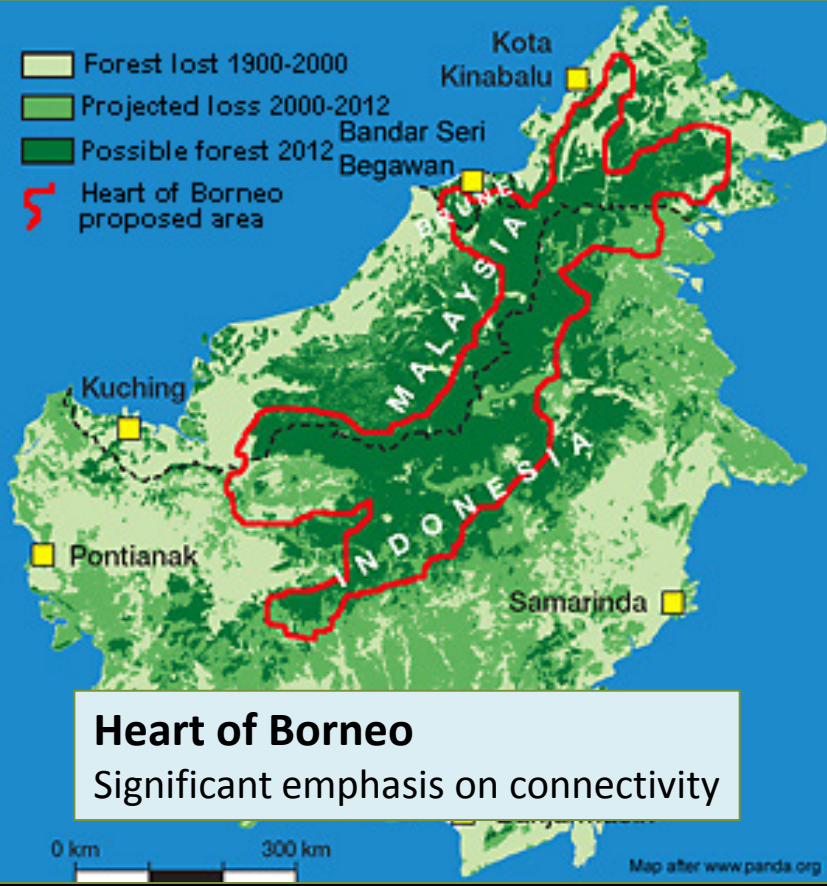 Forest lost 1900-2000
Projected loss 2000-2012
Possible forest 2012
Heart of Borneo
proposed area
Kota
Kinabalu
Bandar Seri
Begawan
BRUNEI
MALAYSIA
Kuching
INDONESIA
Pontianak
Samarinda
Heart of Borneo
Significant emphasis on connectivity
0 km
300 km
Map after www.panda.org